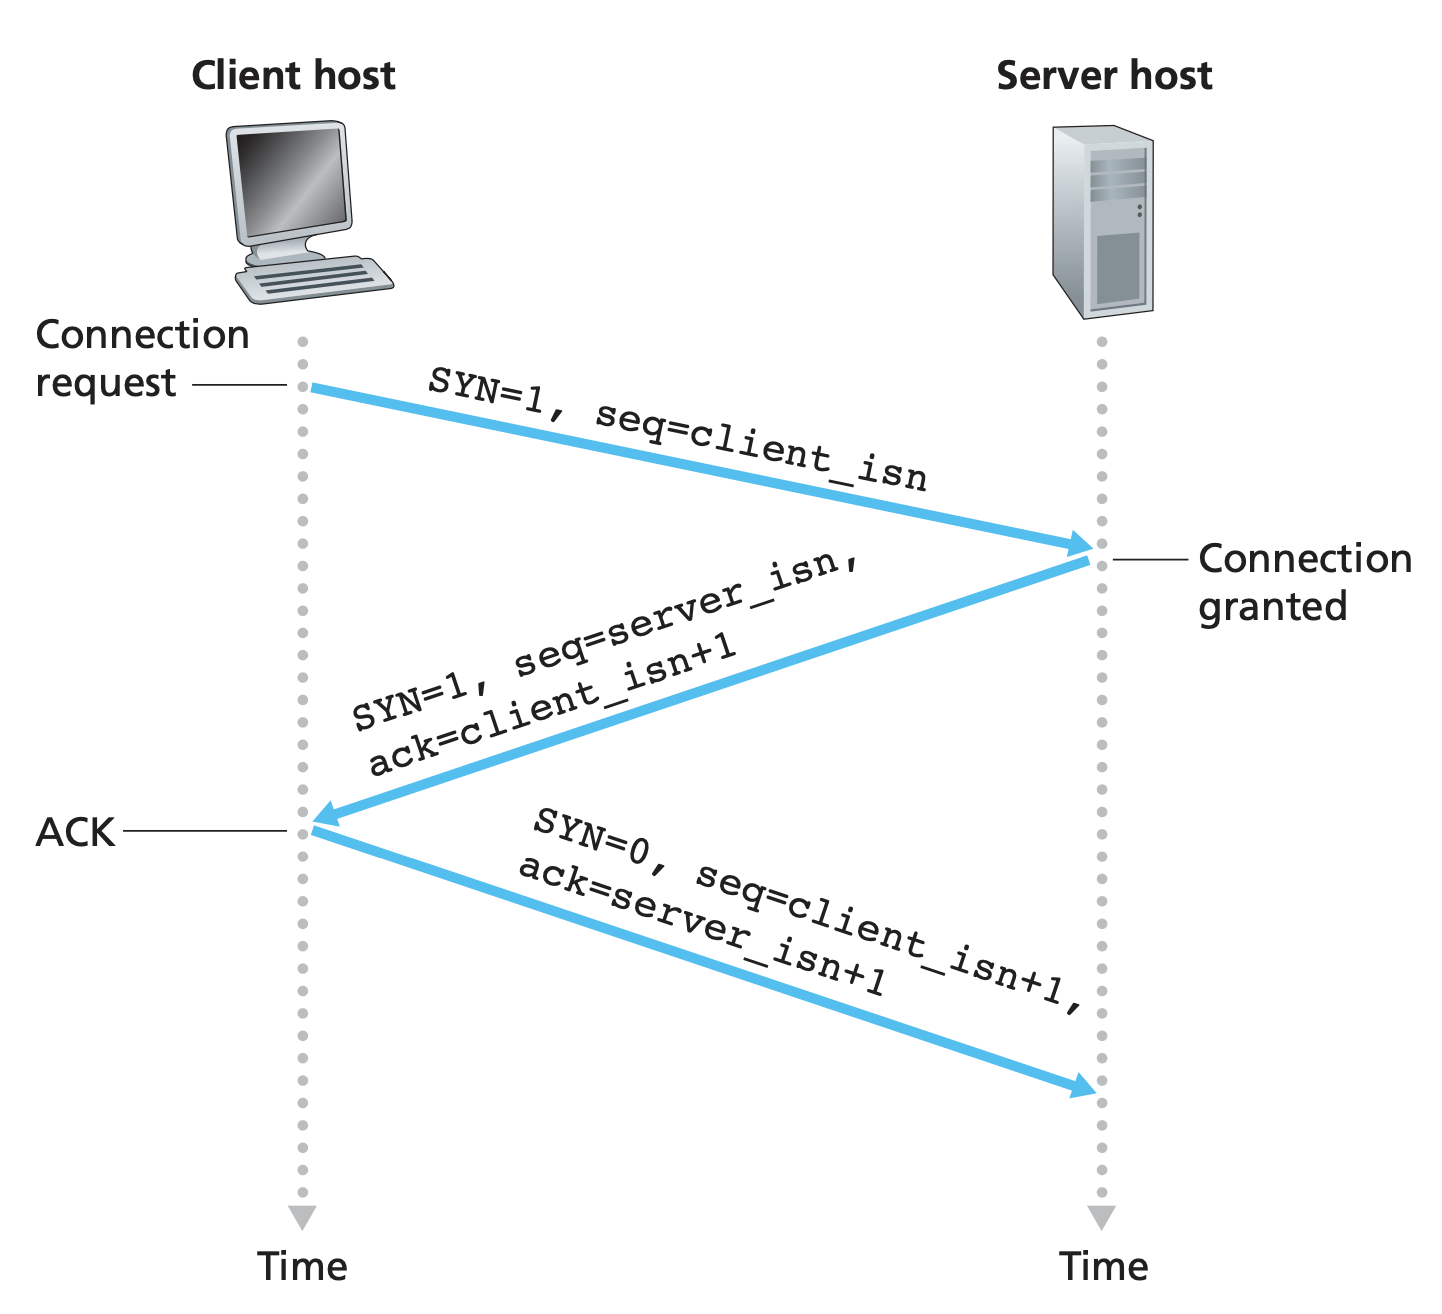 Client host
Server host
Connection
request
SYN=1, seq=client_isn
Connection
granted
SYN=1, seq=server_isn,
ack=client_isn+1
ACK
SYN=0, seq=client_isn+1,
ack=server_isn+1
Time
Time